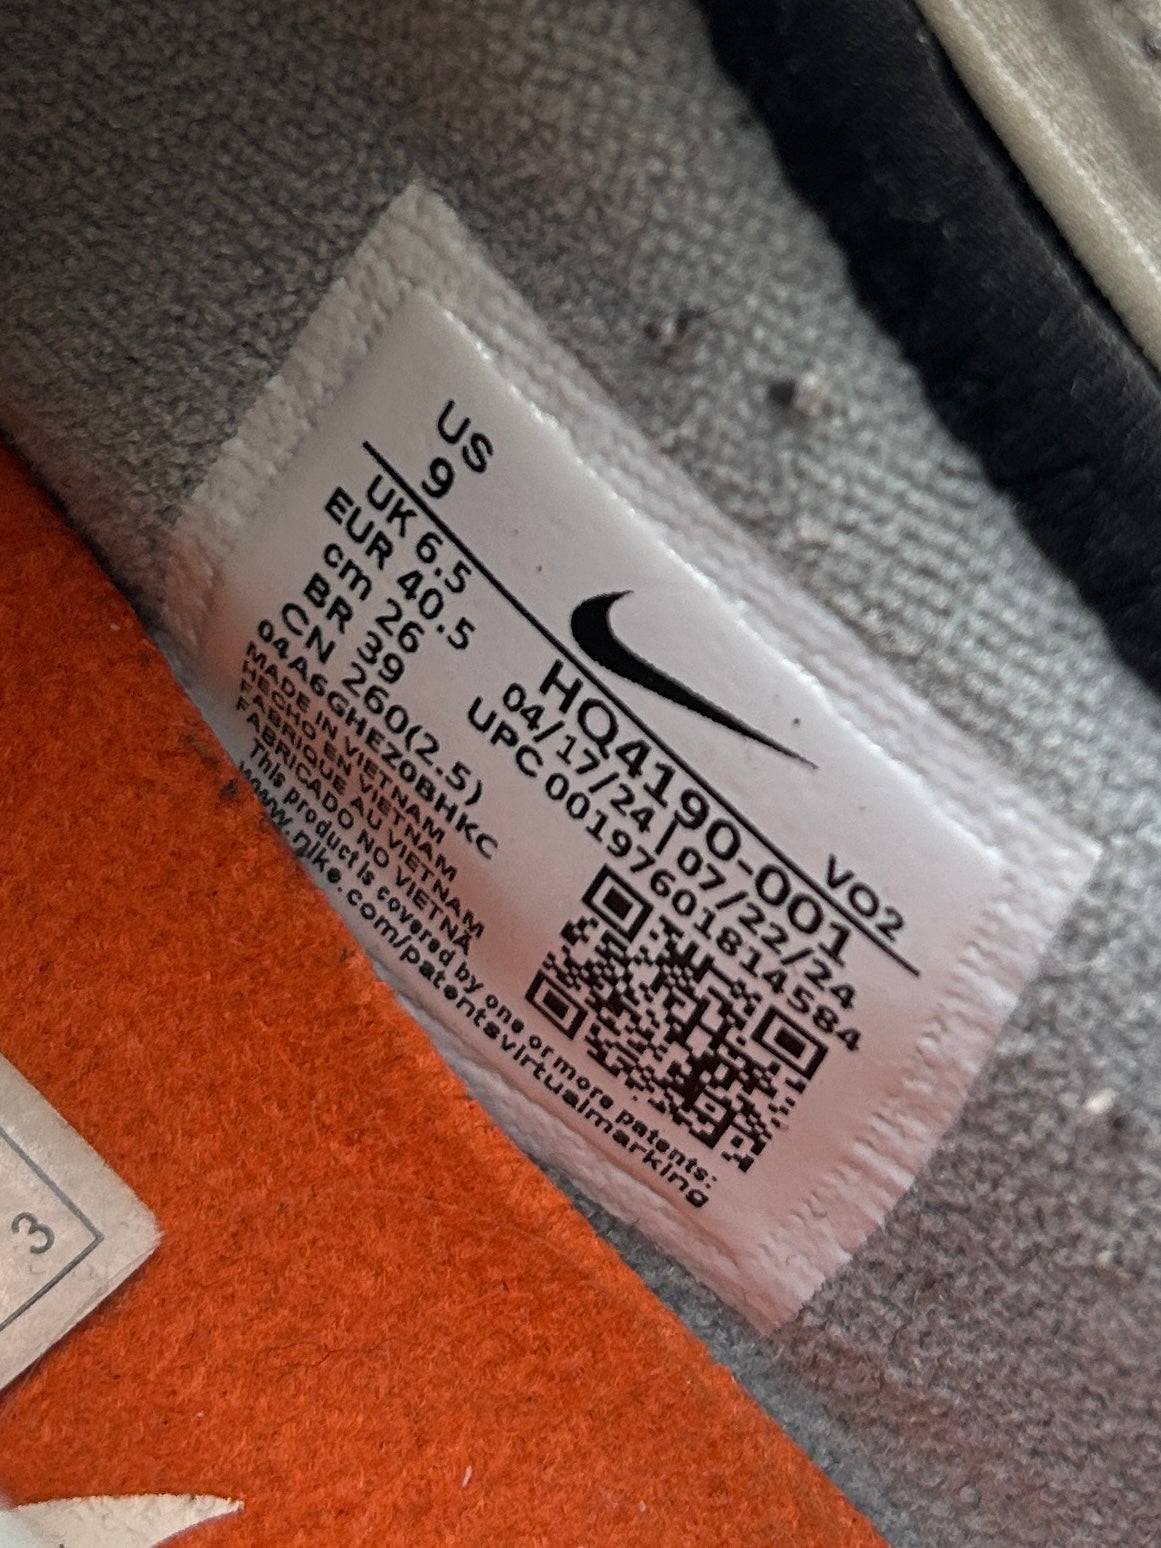 US
9
VO2
UK 6.5
EUR 40.5
cm 26
BR 39
CN 260(2.5)
HQ4190-001
04/17/24 | 07/22/24
UPC 00197601814584
04A6GHEZ0BHKC
MADE IN VIETNAM
HECHO EN VIETNAM
FABRIQUE AU VIETNAM
FABRICADO NO VIETNÃ
This product is covered by one or more patents:
www.nike.com/patentsvirtualmarking
3